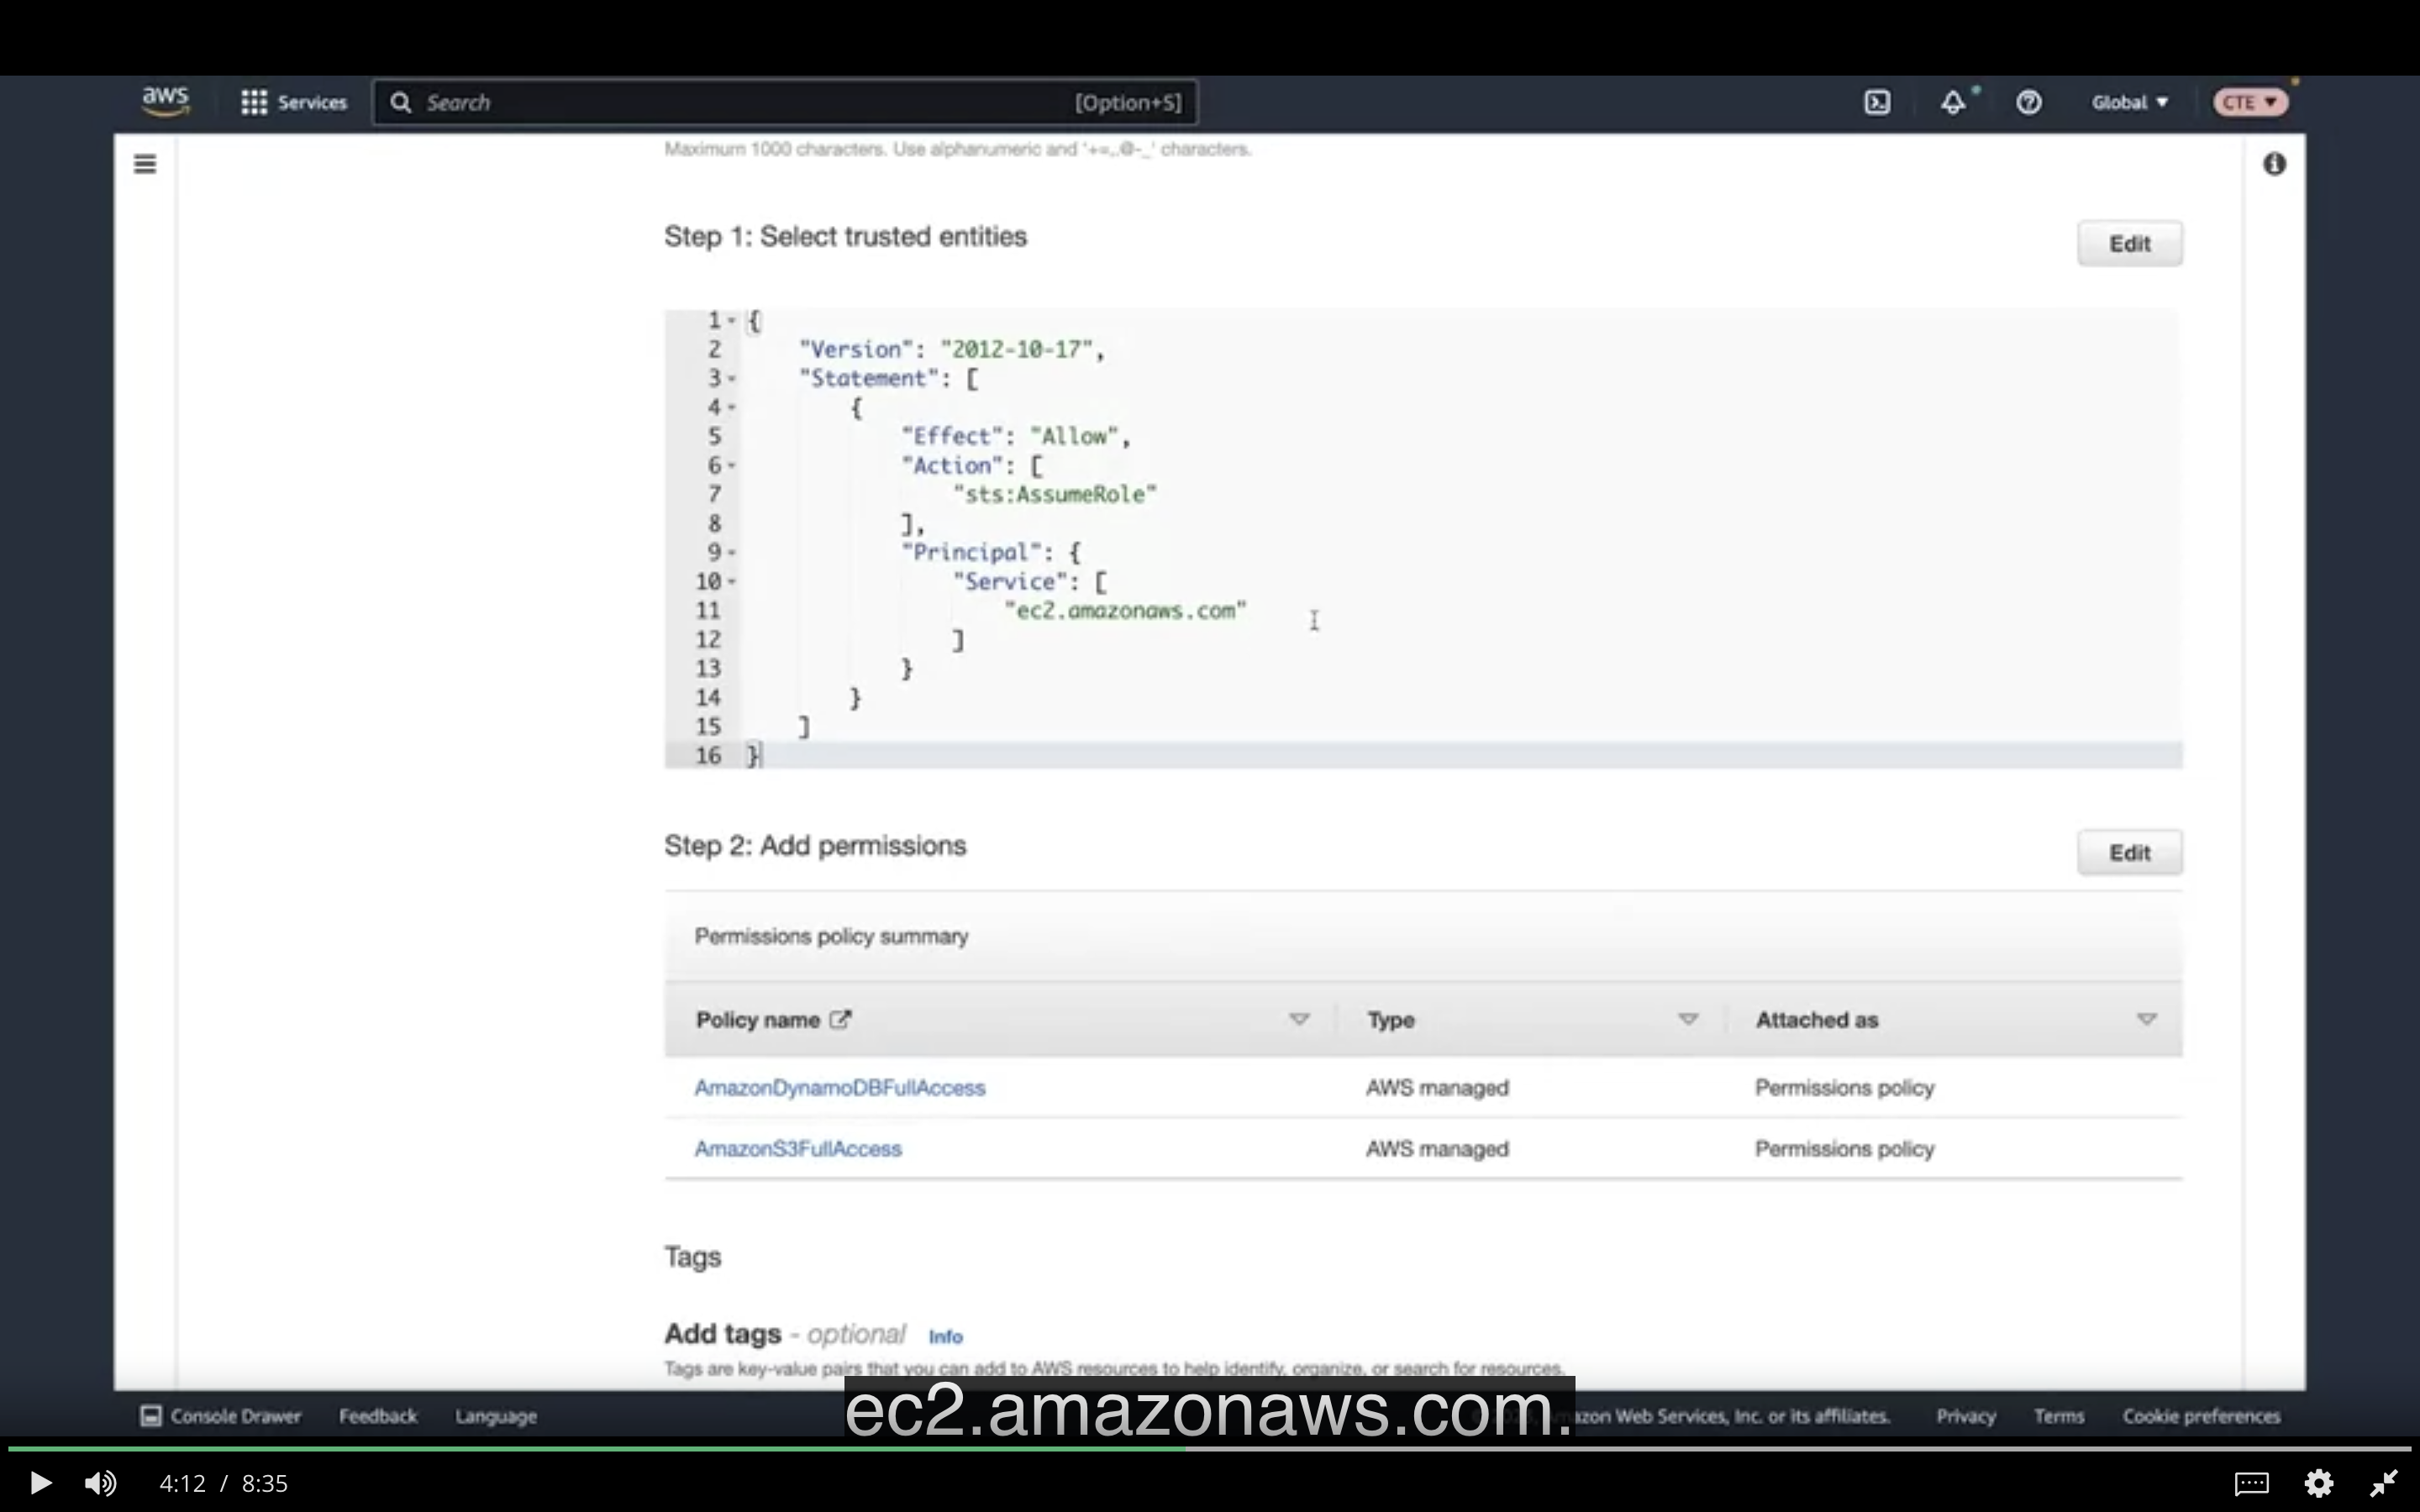 aws
Services
Search
[Option+S]
Global
CTE
Maximum 1000 characters. Use alphanumeric and '+=,.@-_' characters.
Step 1: Select trusted entities
Edit
1 {
2 "Version": "2012-10-17",
3 "Statement": [
4 {
5 "Effect": "Allow",
6 "Action": [
7 "sts:AssumeRole"
8 ],
9 "Principal": {
10 "Service": [
11 "ec2.amazonaws.com"
12 ]
13 }
14 }
15 ]
16 }
Step 2: Add permissions
Edit
Permissions policy summary
Policy name Type Attached as
AmazonDynamoDBFullAccess AWS managed Permissions policy
AmazonS3FullAccess AWS managed Permissions policy
Tags
Add tags - optional Info
Tags are key-value pairs that you can add to AWS resources to help identify, organize, or search for resources.
ec2.amazonaws.com.
Console Drawer Feedback Language Web Services, Inc. or its affiliates. Privacy Terms Cookie preferences
4:12 / 8:35